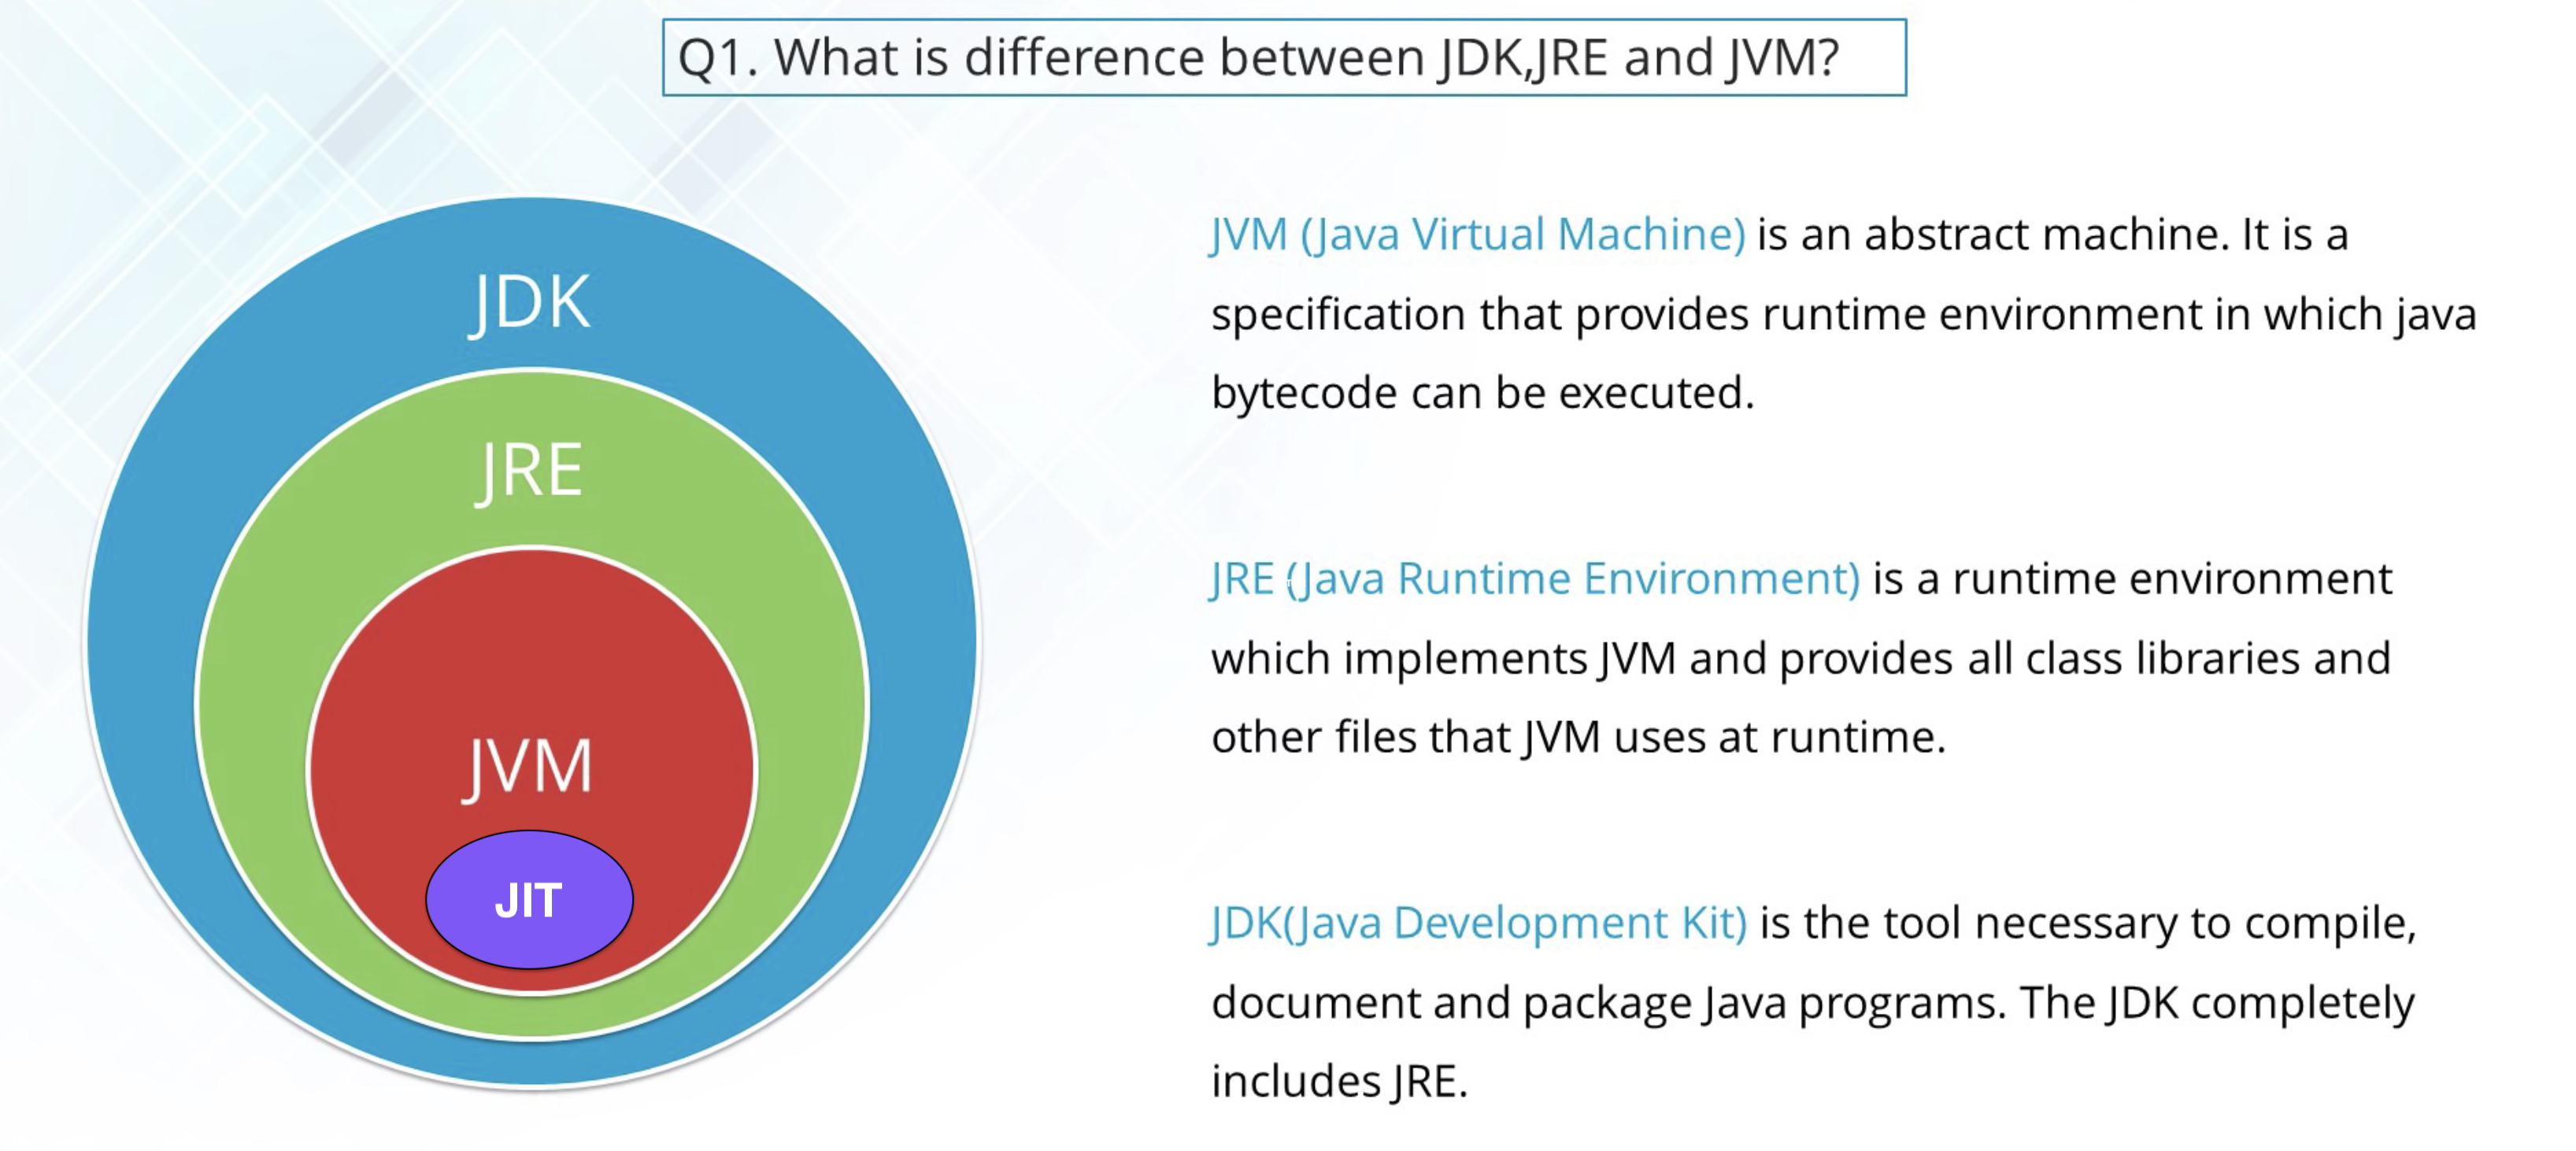 Q1. What is difference between JDK,JRE and JVM?
JDK
JRE
JVM
JIT
JVM (Java Virtual Machine) is an abstract machine. It is a
specification that provides runtime environment in which java
bytecode can be executed.
JRE (Java Runtime Environment) is a runtime environment
which implements JVM and provides all class libraries and
other files that JVM uses at runtime.
JDK(Java Development Kit) is the tool necessary to compile,
document and package Java programs. The JDK completely
includes JRE.